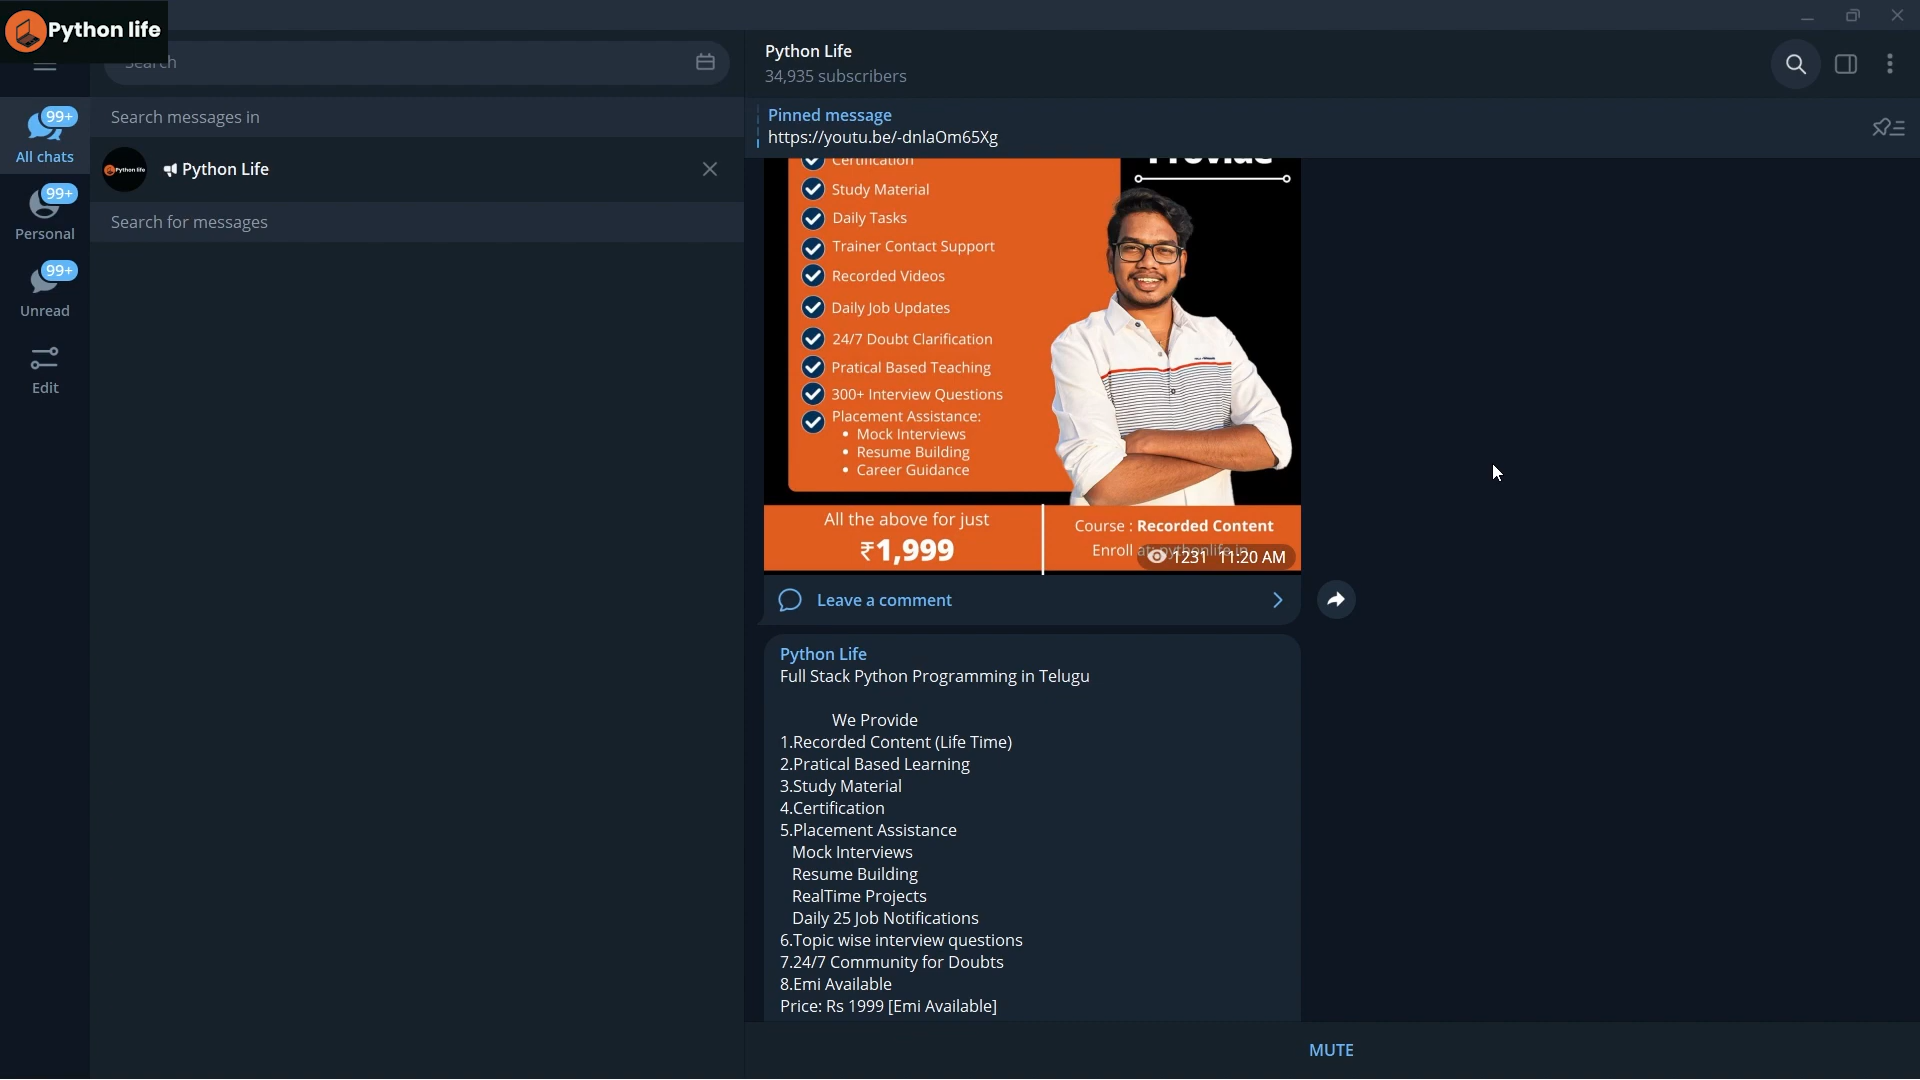 Python life
Search
Search messages in
Python life
Python Life
Search for messages
99+
All chats
99+
Personal
99+
Unread
Edit
Python Life
34,935 subscribers
Pinned message
https://youtu.be/-dnlaOm65Xg
Certification
Provide
Study Material
Daily Tasks
Trainer Contact Support
Recorded Videos
Daily Job Updates
24/7 Doubt Clarification
Pratical Based Teaching
300+ Interview Questions
Placement Assistance:
• Mock Interviews
• Resume Building
• Career Guidance
All the above for just
₹1,999
Course : Recorded Content
Enroll at: pythonlife.in
1231 11:20 AM
Leave a comment
Python Life
Full Stack Python Programming in Telugu
We Provide
1.Recorded Content (Life Time)
2.Pratical Based Learning
3.Study Material
4.Certification
5.Placement Assistance
Mock Interviews
Resume Building
RealTime Projects
Daily 25 Job Notifications
6.Topic wise interview questions
7.24/7 Community for Doubts
8.Emi Available
Price: Rs 1999 [Emi Available]
MUTE